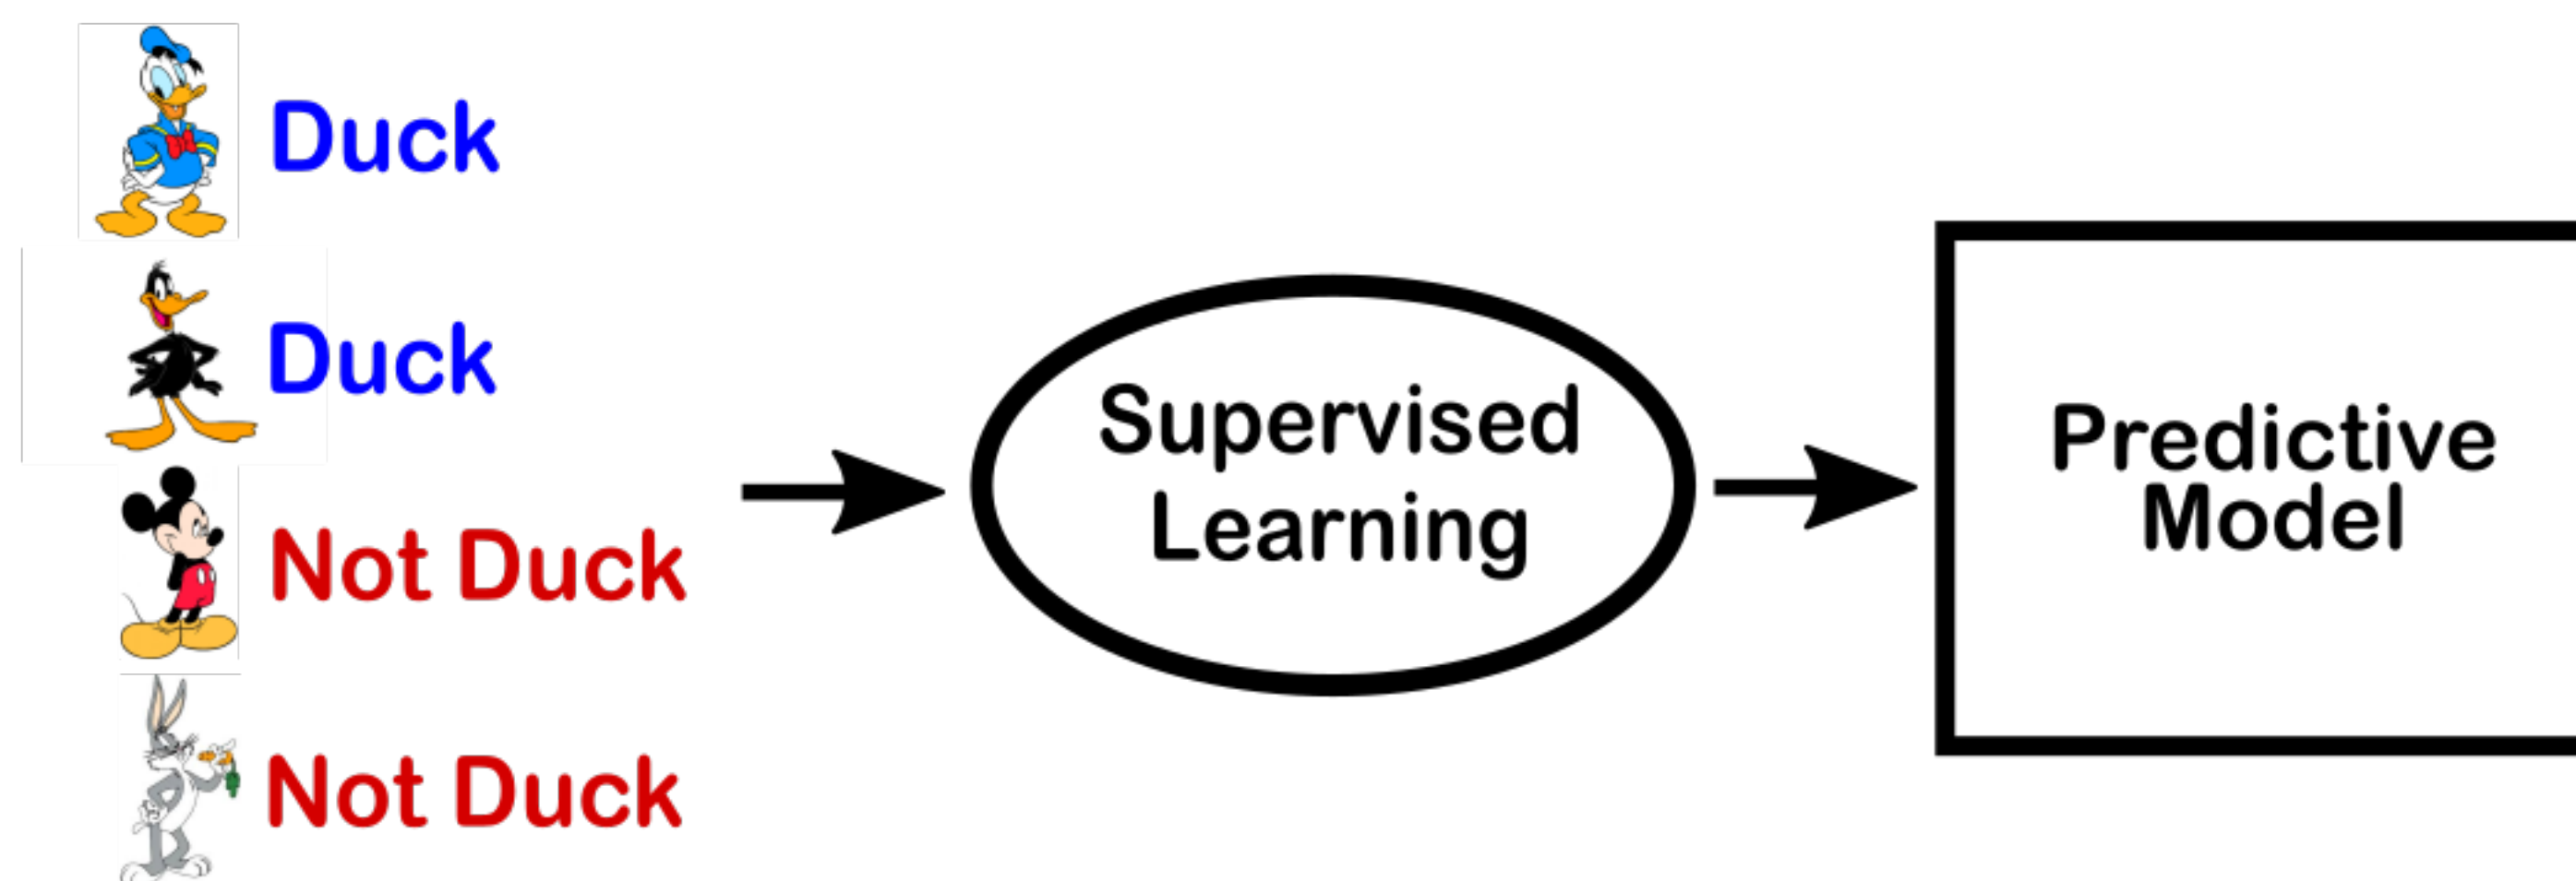 Duck
Duck
Not Duck
Not Duck
Supervised
Learning
Predictive
Model